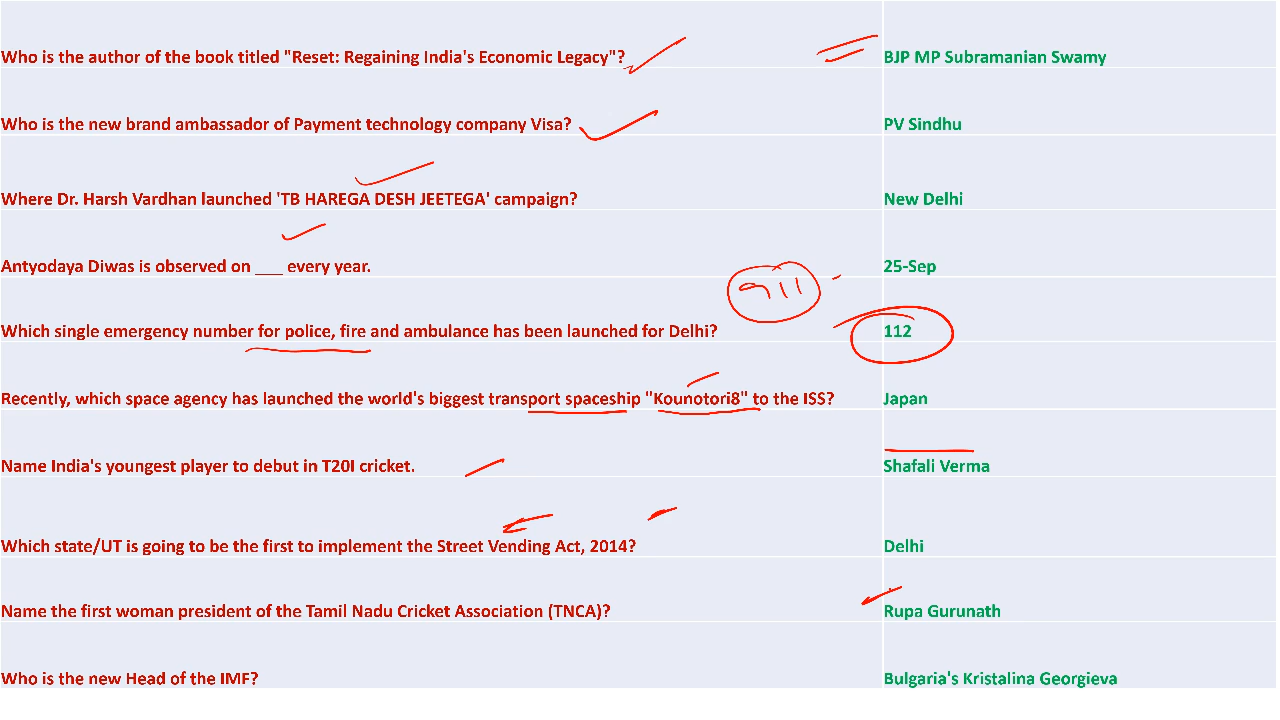 Who is the author of the book titled "Reset: Regaining India's Economic Legacy"? BJP MP Subramanian Swamy
Who is the new brand ambassador of Payment technology company Visa? PV Sindhu
Where Dr. Harsh Vardhan launched 'TB HAREGA DESH JEETEGA' campaign? New Delhi
Antyodaya Diwas is observed on ___ every year. 25-Sep
911
Which single emergency number for police, fire and ambulance has been launched for Delhi? 112
Recently, which space agency has launched the world's biggest transport spaceship "Kounotori8" to the ISS? Japan
Name India's youngest player to debut in T20I cricket. Shafali Verma
Which state/UT is going to be the first to implement the Street Vending Act, 2014? Delhi
Name the first woman president of the Tamil Nadu Cricket Association (TNCA)? Rupa Gurunath
Who is the new Head of the IMF? Bulgaria's Kristalina Georgieva